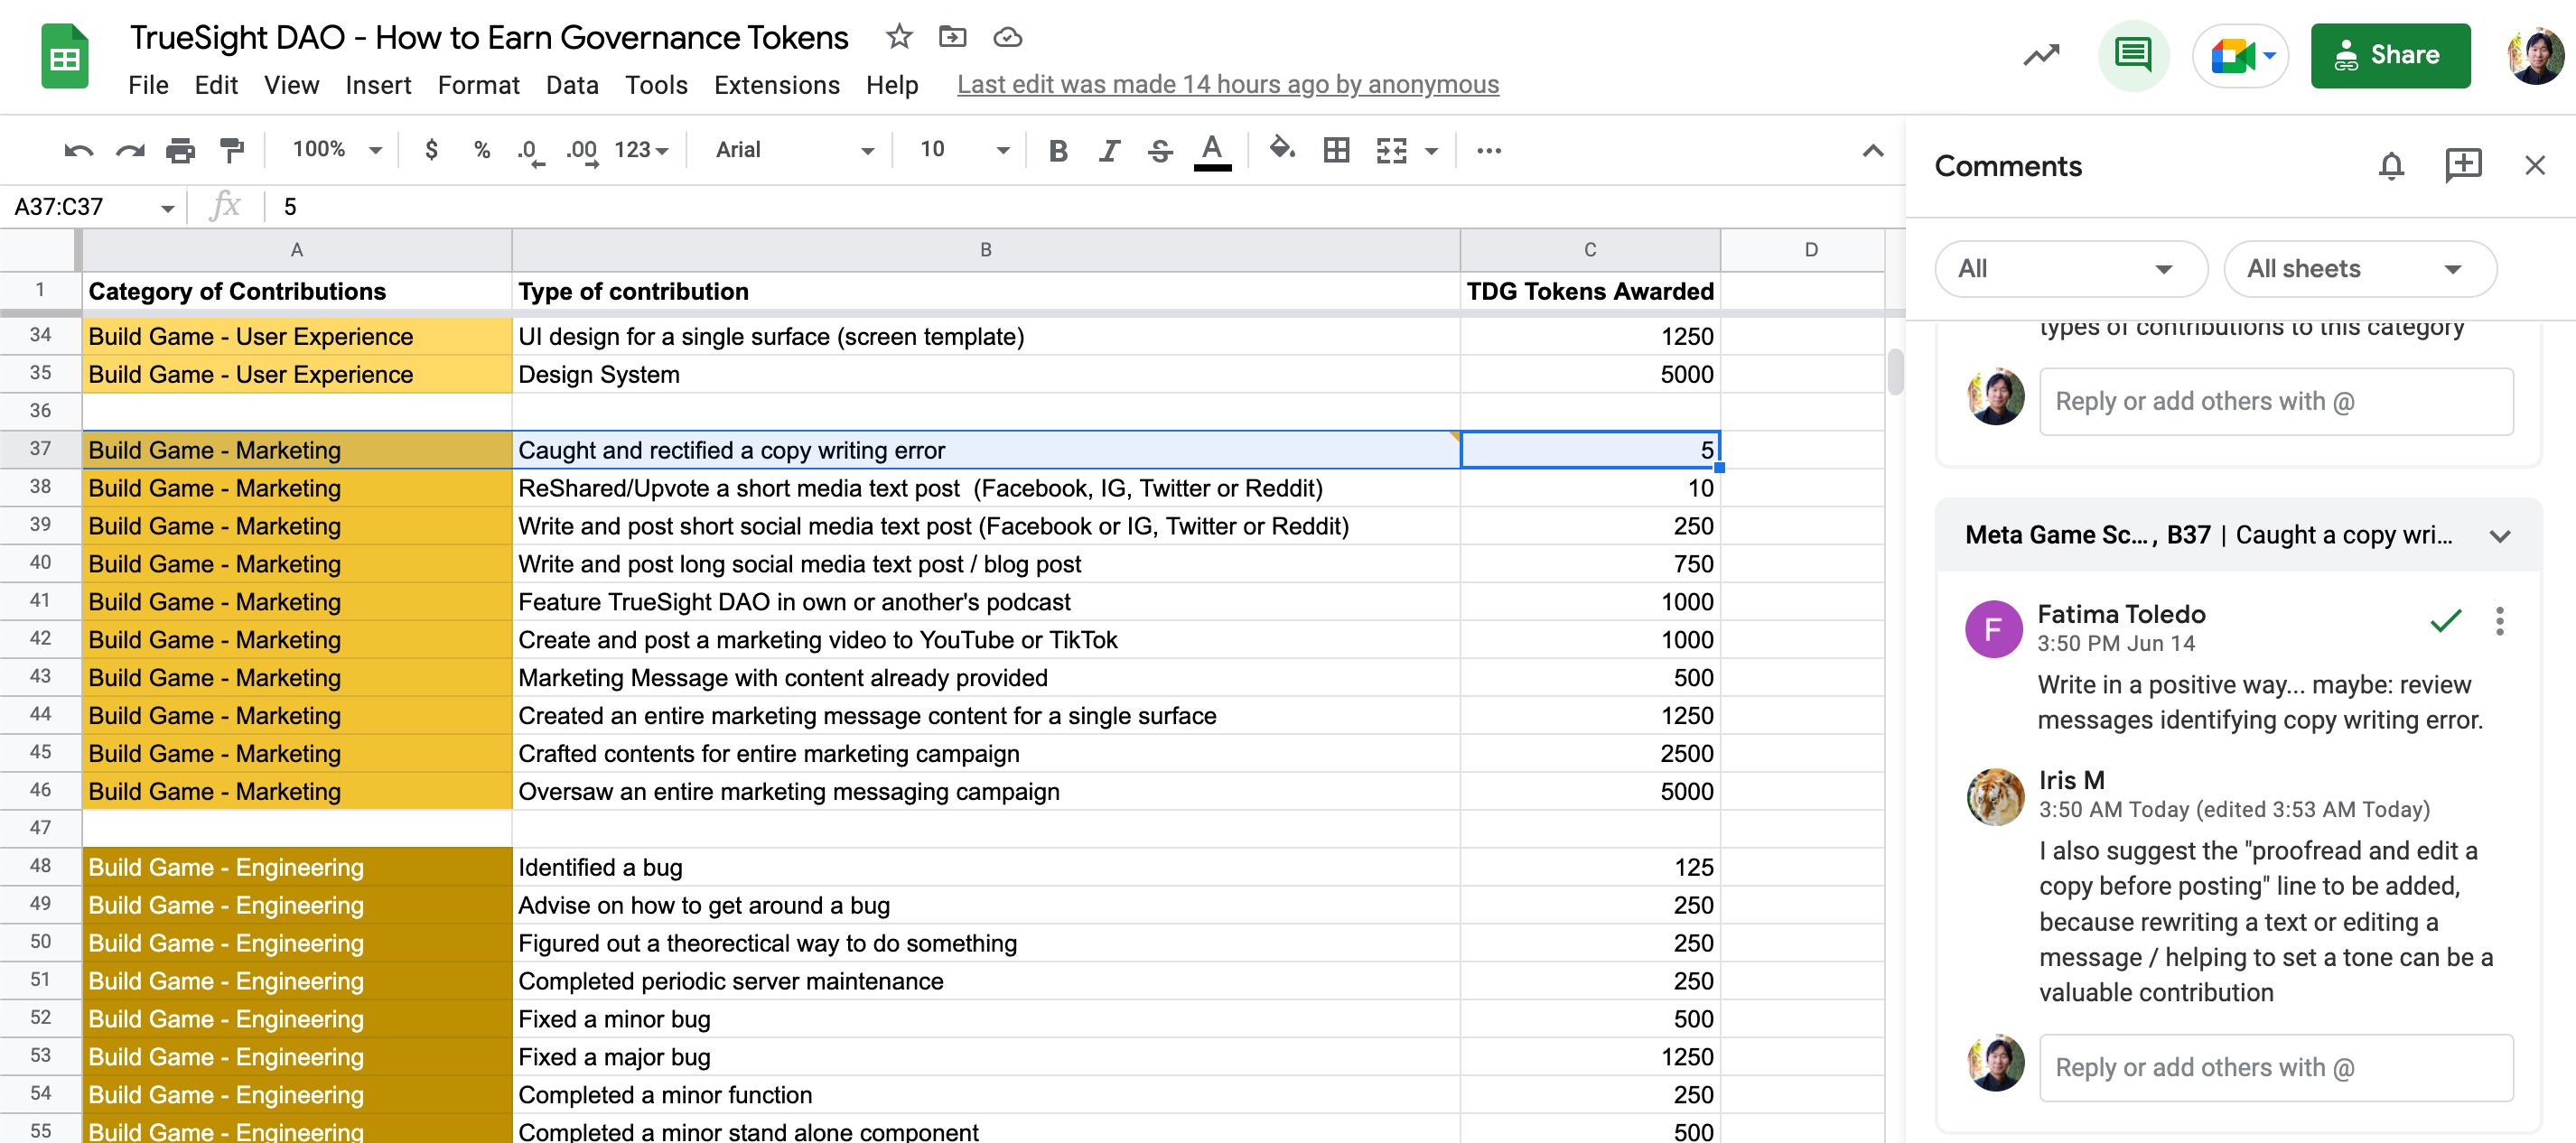 TrueSight DAO - How to Earn Governance Tokens
File Edit View Insert Format Data Tools Extensions Help Last edit was made 14 hours ago by anonymous
Share
100% $ % .0 .00 123 Arial 10 B I S A
A37:C37 fx 5
A B C D
1 Category of Contributions Type of contribution TDG Tokens Awarded
34 Build Game - User Experience UI design for a single surface (screen template) 1250
35 Build Game - User Experience Design System 5000
36
37 Build Game - Marketing Caught and rectified a copy writing error 5
38 Build Game - Marketing ReShared/Upvote a short media text post  (Facebook, IG, Twitter or Reddit) 10
39 Build Game - Marketing Write and post short social media text post (Facebook or IG, Twitter or Reddit) 250
40 Build Game - Marketing Write and post long social media text post / blog post 750
41 Build Game - Marketing Feature TrueSight DAO in own or another's podcast 1000
42 Build Game - Marketing Create and post a marketing video to YouTube or TikTok 1000
43 Build Game - Marketing Marketing Message with content already provided 500
44 Build Game - Marketing Created an entire marketing message content for a single surface 1250
45 Build Game - Marketing Crafted contents for entire marketing campaign 2500
46 Build Game - Marketing Oversaw an entire marketing messaging campaign 5000
47
48 Build Game - Engineering Identified a bug 125
49 Build Game - Engineering Advise on how to get around a bug 250
50 Build Game - Engineering Figured out a theorectical way to do something 250
51 Build Game - Engineering Completed periodic server maintenance 250
52 Build Game - Engineering Fixed a minor bug 500
53 Build Game - Engineering Fixed a major bug 1250
54 Build Game - Engineering Completed a minor function 250
55 Build Game - Engineering Completed a minor stand alone component 500
Comments
All All sheets
types of contributions to this category
Reply or add others with @
Meta Game Sc..., B37 | Caught a copy wri...
F Fatima Toledo
3:50 PM Jun 14
Write in a positive way... maybe: review
messages identifying copy writing error.
Iris M
3:50 AM Today (edited 3:53 AM Today)
I also suggest the "proofread and edit a
copy before posting" line to be added,
because rewriting a text or editing a
message / helping to set a tone can be a
valuable contribution
Reply or add others with @